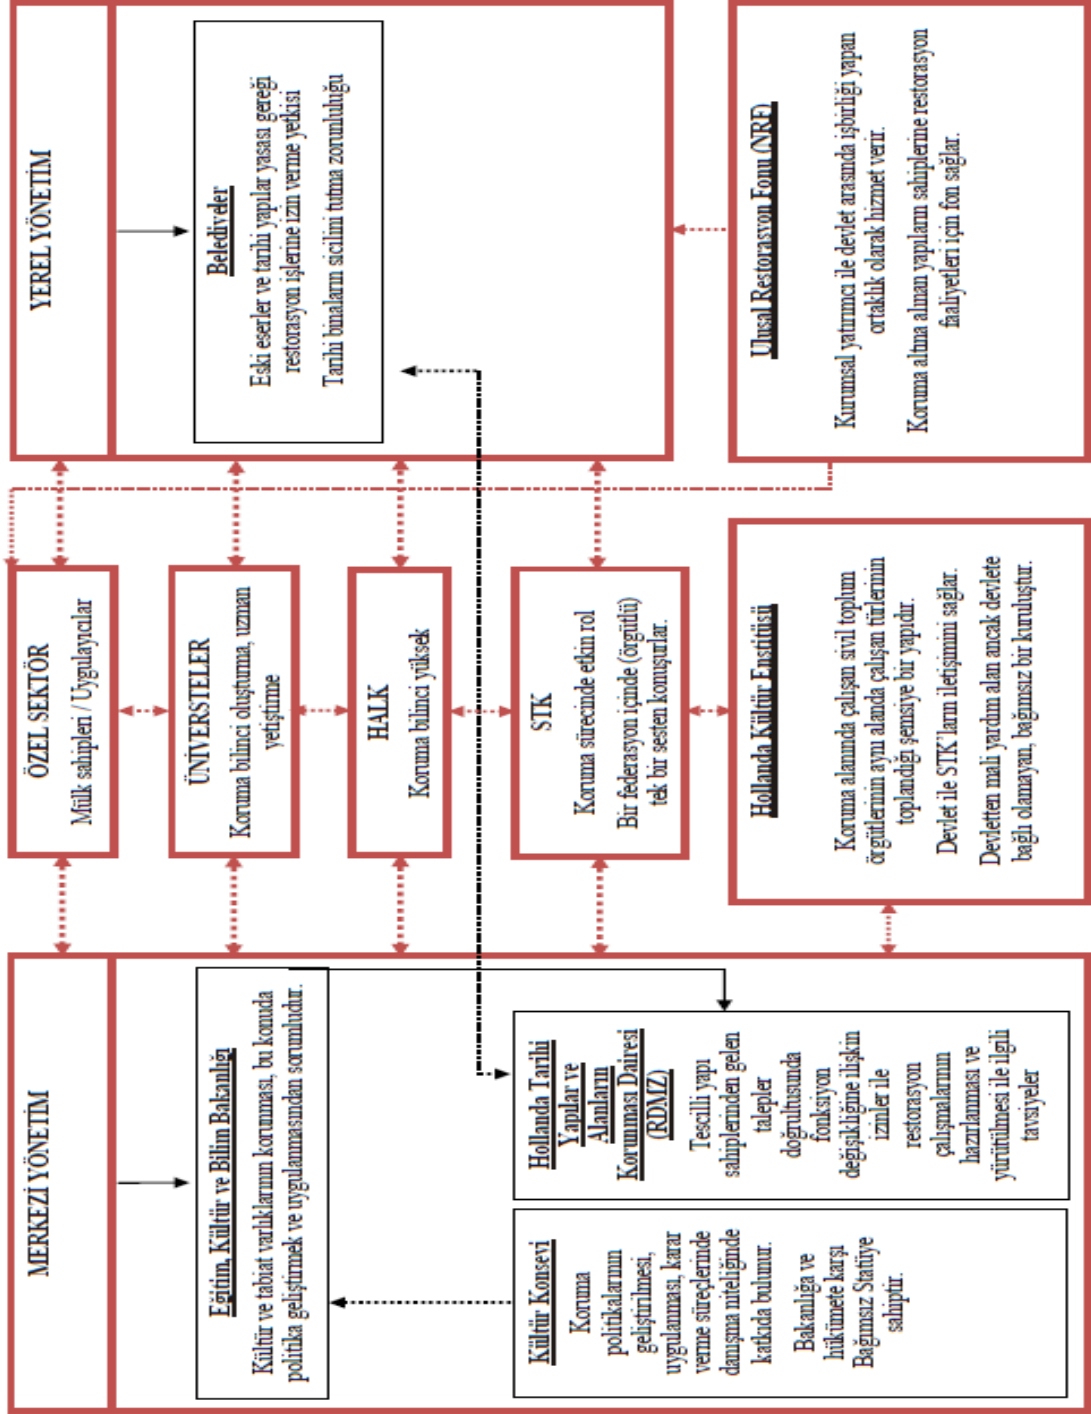 MERKEZİ YÖNETİM
Eğitim, Kültür ve Bilim Bakanlığı
Kültür ve tabiat varlıklarının koruması, bu konuda
politika geliştirmek ve uygulanmasından sorumludur.
Kültür Konseyi
Koruma
politikalarının
geliştirilmesi,
uygulanması, karar
verme süreçlerinde
danışma niteliğinde
katkıda bulunur.
Bakanlığa ve
hükümete karşı
Bağımsız Statüye
sahiptir.
Hollanda Tarihi
Yapılar ve
Alanların
Korunması Dairesi
(RDMZ)
Tescilli yapı
sahiplerinden gelen
talepler
doğrultusunda
fonksiyon
değişikliğine ilişkin
izinler ile
restorasyon
çalışmalarının
hazırlanması ve
yürütülmesi ile ilgili
tavsiyeler
ÖZEL SEKTÖR
Mülk sahipleri / Uygulayıcılar
ÜNİVERSTELER
Koruma bilinci oluşturma, uzman
yetiştirme
HALK
Koruma bilinci yüksek
STK
Koruma sürecinde etkin rol
Bir federasyon içinde (örgütlü)
tek bir sesten konuşurlar.
Hollanda Kültür Enstitüsü
Koruma alanında çalışan sivil toplum
örgütlerinin aynı alanda çalışan türlerinin
toplandığı şemsiye bir yapıdır.
Devlet ile STK'ların iletişimini sağlar.
Devletten mali yardım alan ancak devlete
bağlı olamayan, bağımsız bir kuruluştur.
YEREL YÖNETİM
Belediyeler
Eski eserler ve tarihi yapılar yasası gereği
restorasyon işlerine izin verme yetkisi
Tarihi binaların sicilini tutma zorunluluğu
Ulusal Restorasyon Fonu (NRF)
Kurumsal yatırımcı ile devlet arasında işbirliği yapan
ortaklık olarak hizmet verir.
Koruma altına alınan yapıların sahiplerine restorasyon
faaliyetleri için fon sağlar.